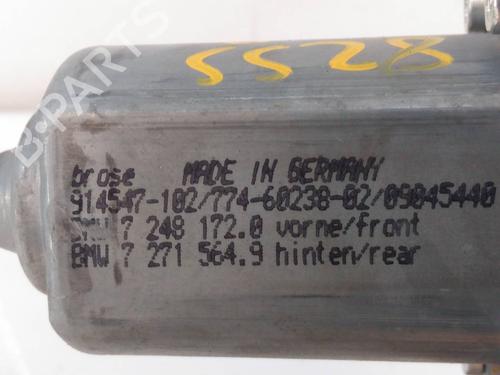 SS28
B-PARTS
brose MADE IN GERMANY
914547-102/774-60238-02/09045440
BMW 7 248 172.0 vorne/front
BMW 7 271 564.9 hinten/rear